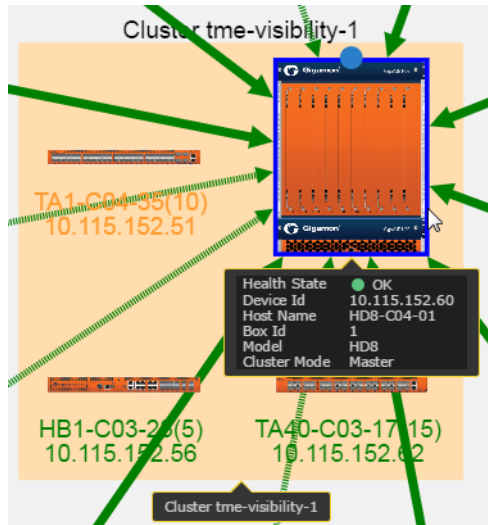 Cluster tme-visibility-1
Gigamon
TA1-C04-35(10)
10.115.152.51
Gigamon
Health State OK
Device Id 10.115.152.60
Host Name HD8-C04-01
Box Id 1
Model HD8
Cluster Mode Master
HB1-C03-28(5)
10.115.152.56
TA40-C03-17(15)
10.115.152.62
Cluster tme-visibility-1